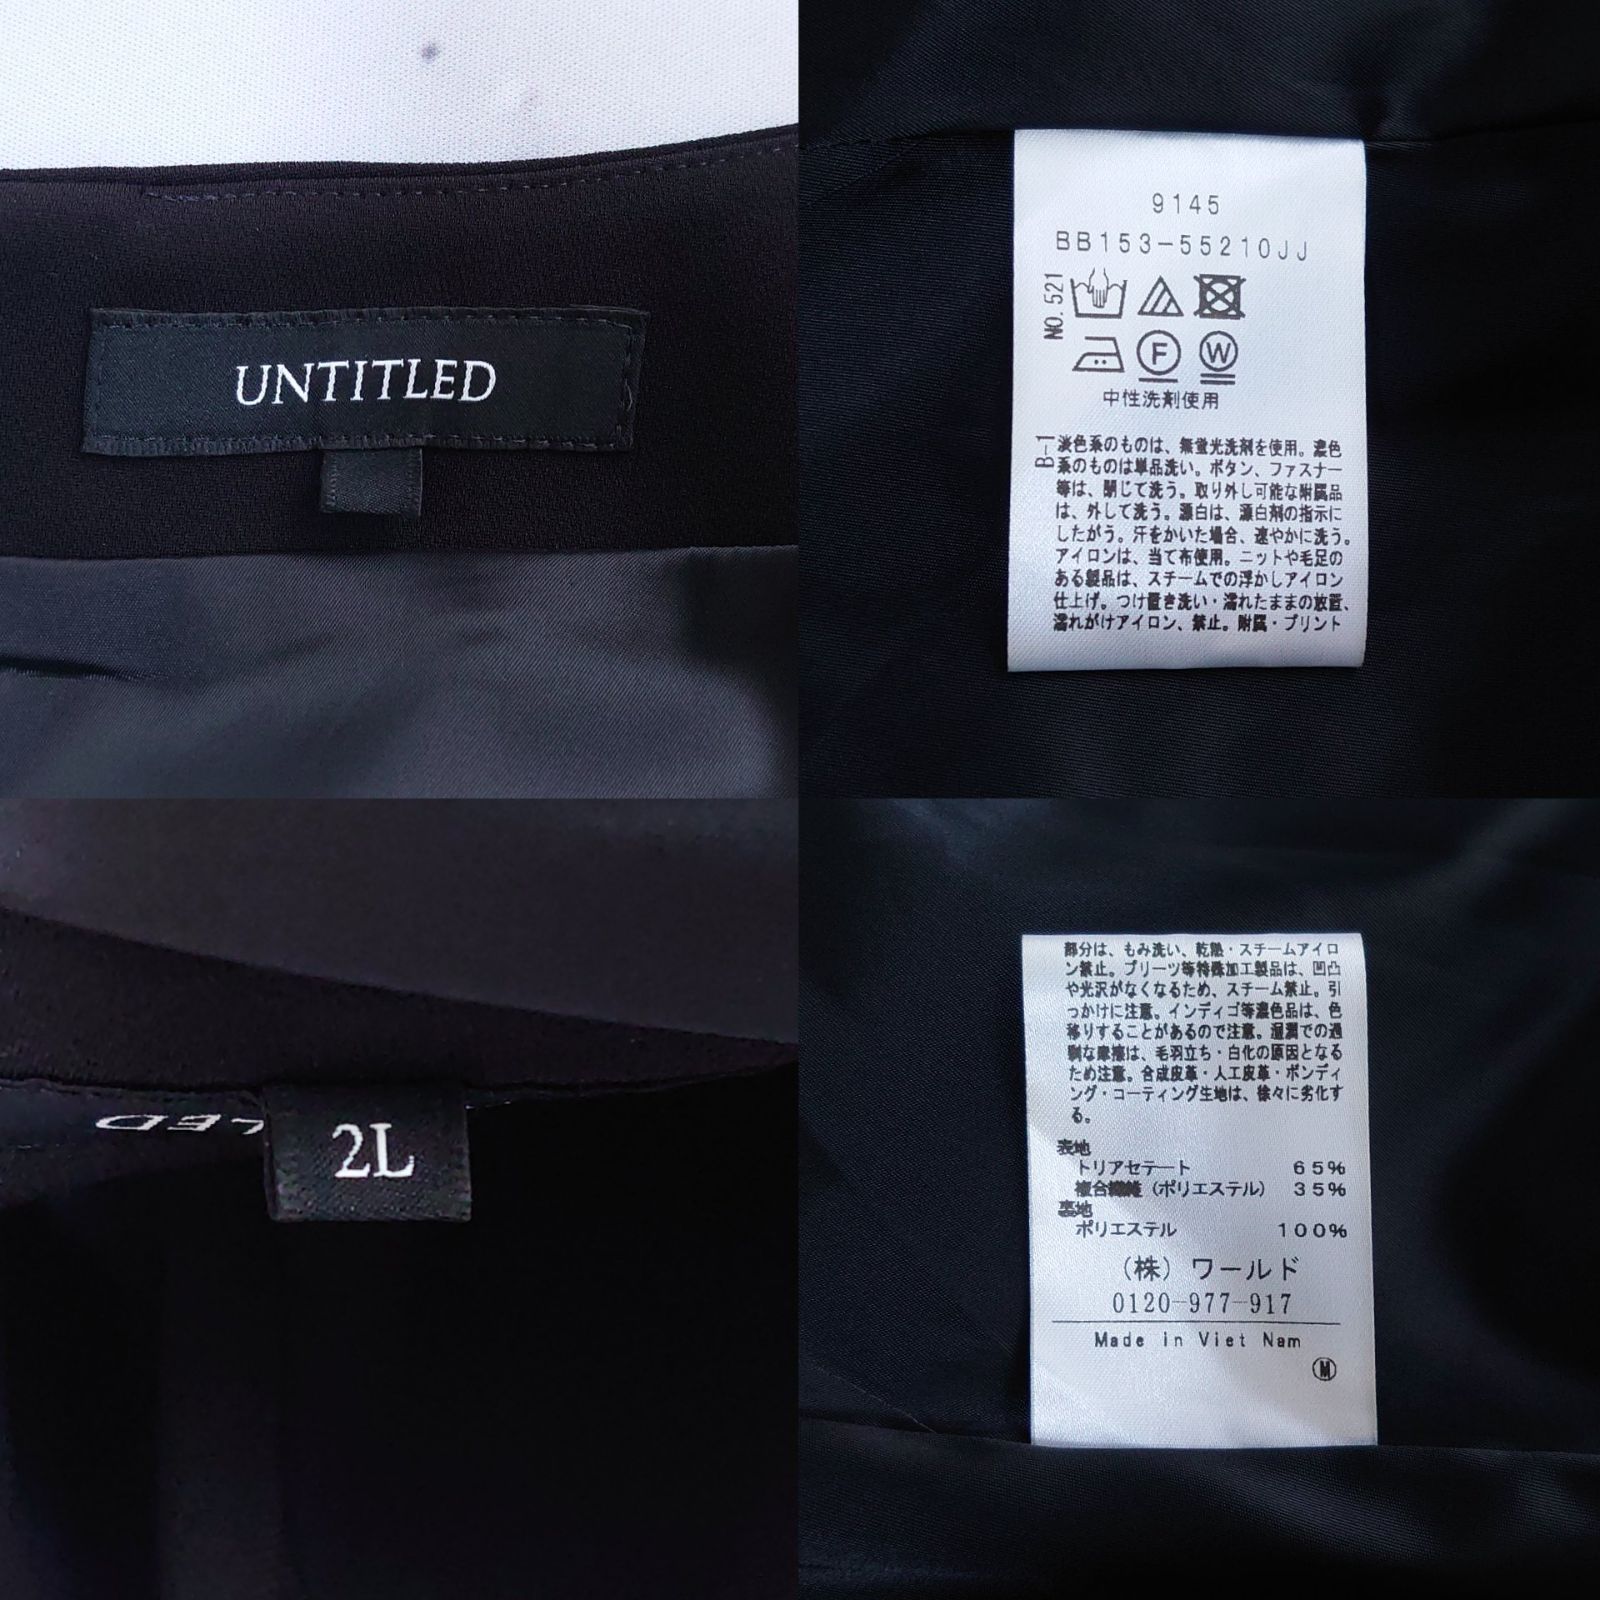 UNTITLED
9145
BB153-55210JJ
NO.521
F
W
中性洗剤使用
B-1
淡色系のものは、無蛍光洗剤を使用。濃色
系のものは単品洗い。ボタン、ファスナー
等は、閉じて洗う。取り外し可能な附属品
は、外して洗う。漂白は、漂白剤の指示に
したがう。汗をかいた場合、速やかに洗う。
アイロンは、当て布使用。ニットや毛足の
ある製品は、スチームでの浮かしアイロン
仕上げ。つけ置き洗い・濡れたままの放置、
濡れがけアイロン、禁止。附属・プリント
LED
2L
部分は、もみ洗い、乾熱・スチームアイロ
ン禁止。プリーツ等特殊加工製品は、凹凸
や光沢がなくなるため、スチーム禁止。引
っかけに注意。インディゴ等濃色品は、色
移りすることがあるので注意。湿潤での過
剰な摩擦は、毛羽立ち・白化の原因となる
ため注意。合成皮革・人工皮革・ボンディ
ング・コーティング生地は、徐々に劣化す
る。
表地
トリアセテート 65%
複合繊維（ポリエステル） 35%
裏地
ポリエステル 100%
（株）ワールド
0120-977-917
Made in Viet Nam
M